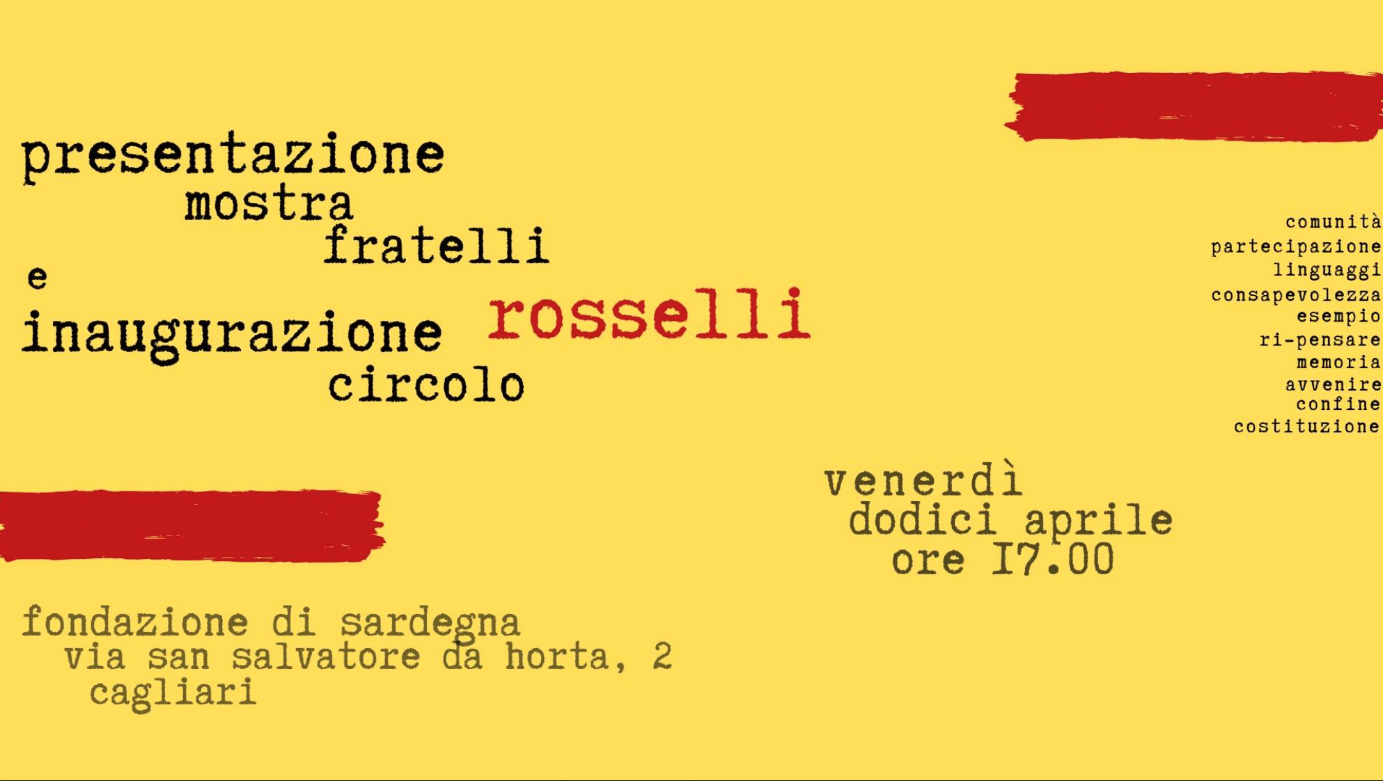 presentazione
mostra
fratelli
e
inaugurazione
rosselli
circolo
comunità
partecipazione
linguaggi
consapevolezza
esempio
ri-pensare
memoria
avvenire
confine
costituzione
venerdì
dodici aprile
ore 17.00
fondazione di sardegna
via san salvatore da horta, 2
cagliari